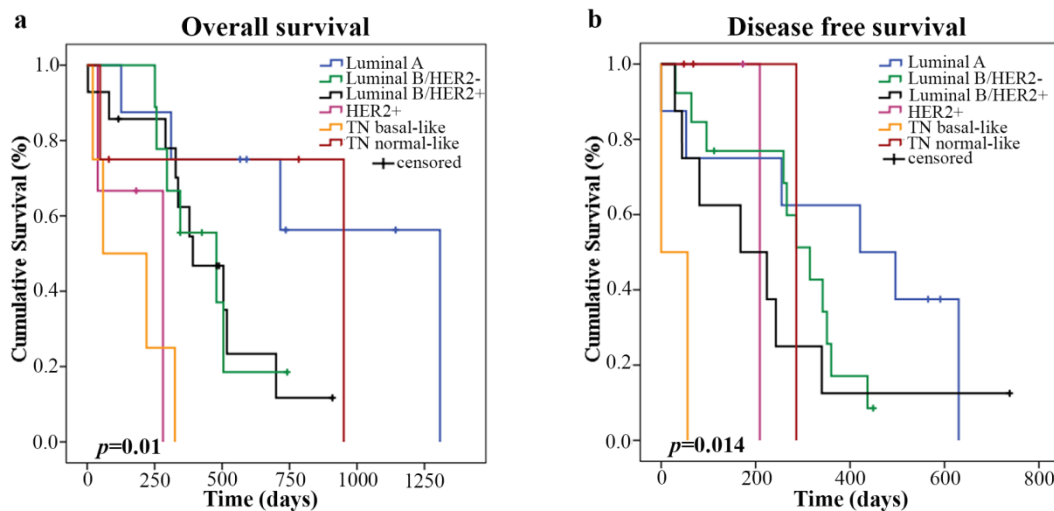 a
Overall survival
Cumulative Survival (%)
1.0
0.8
0.6
0.4
0.2
0.0
Luminal A
Luminal B/HER2-
Luminal B/HER2+
HER2+
TN basal-like
TN normal-like
censored
p=0.01
0 250 500 750 1000 1250
Time (days)
b
Disease free survival
Cumulative Survival (%)
1.0
0.8
0.6
0.4
0.2
0.0
Luminal A
Luminal B/HER2-
Luminal B/HER2+
HER2+
TN basal-like
TN normal-like
censored
p=0.014
0 200 400 600 800
Time (days)